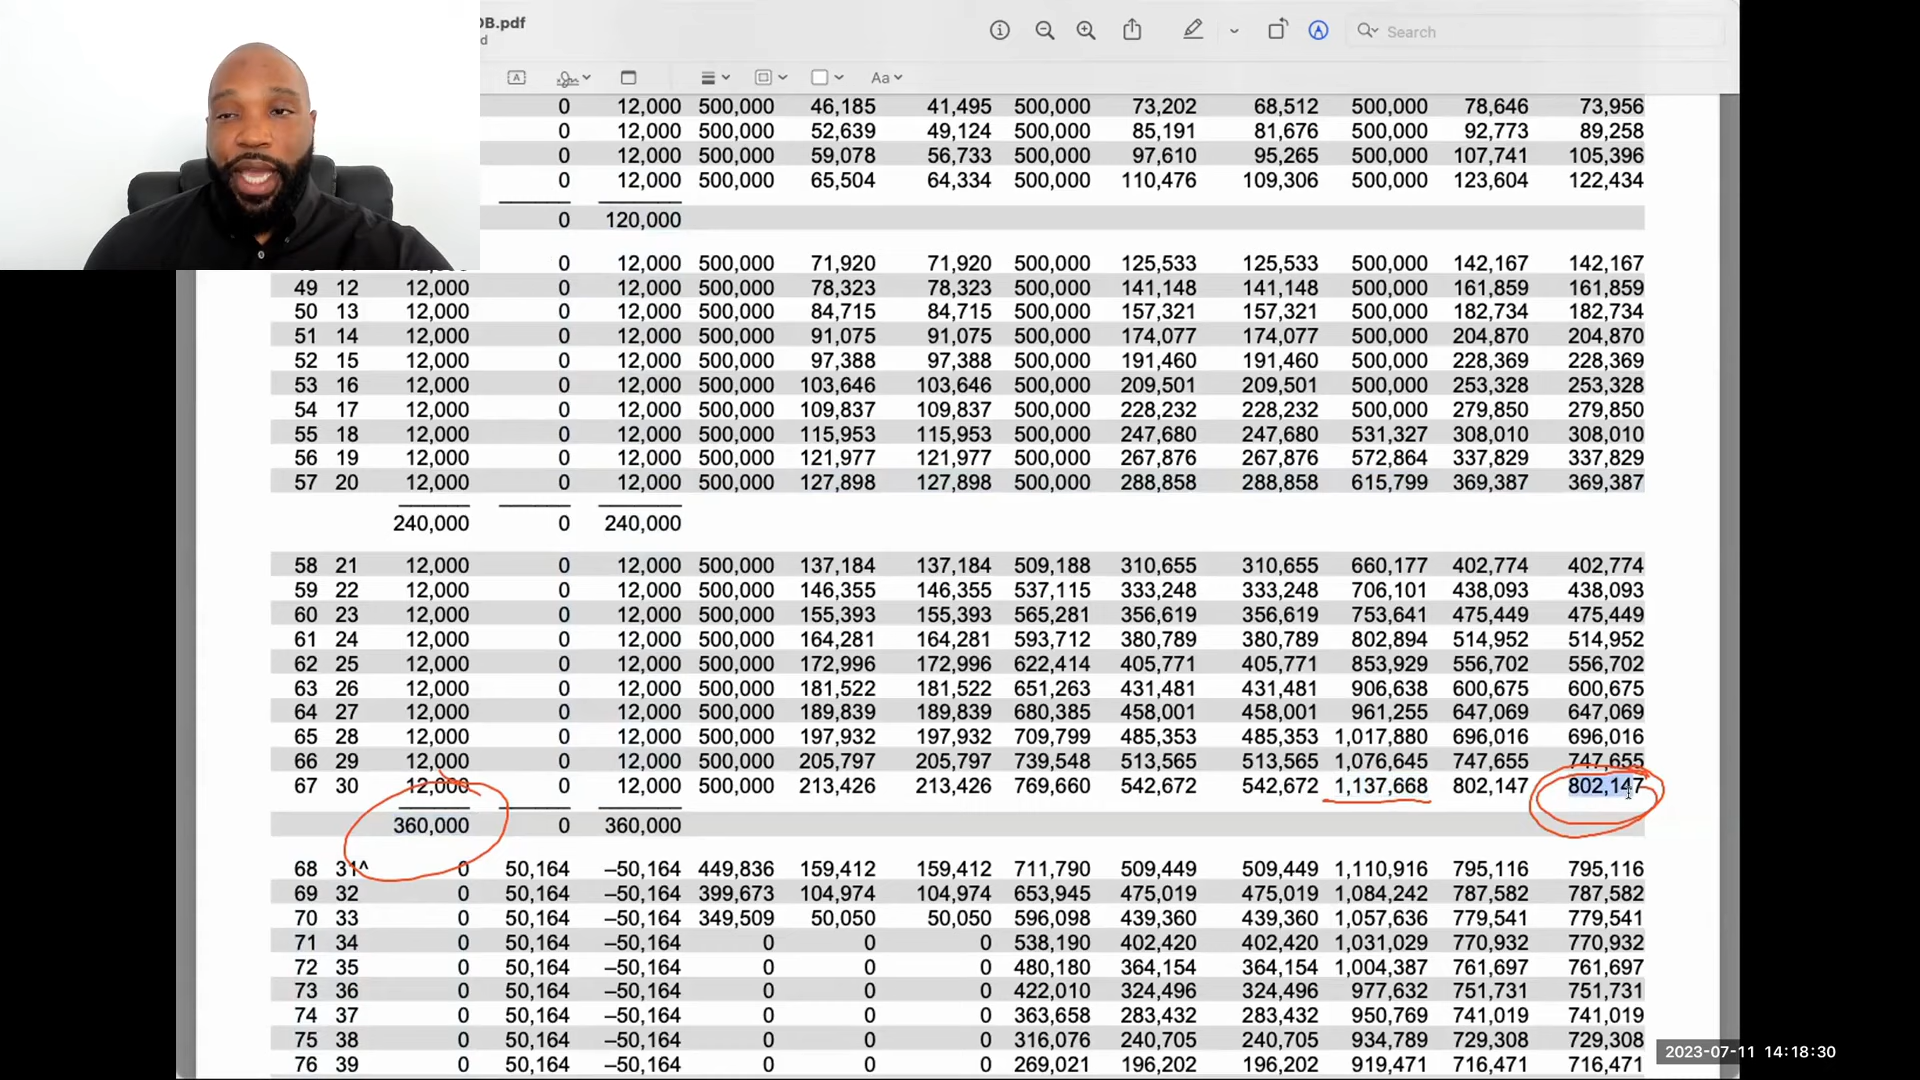 OB.pdf
d
Search
Aa
0 12,000 500,000 46,185 41,495 500,000 73,202 68,512 500,000 78,646 73,956
0 12,000 500,000 52,639 49,124 500,000 85,191 81,676 500,000 92,773 89,258
0 12,000 500,000 59,078 56,733 500,000 97,610 95,265 500,000 107,741 105,396
0 12,000 500,000 65,504 64,334 500,000 110,476 109,306 500,000 123,604 122,434
0 120,000
0 12,000 500,000 71,920 71,920 500,000 125,533 125,533 500,000 142,167 142,167
49 12 12,000 0 12,000 500,000 78,323 78,323 500,000 141,148 141,148 500,000 161,859 161,859
50 13 12,000 0 12,000 500,000 84,715 84,715 500,000 157,321 157,321 500,000 182,734 182,734
51 14 12,000 0 12,000 500,000 91,075 91,075 500,000 174,077 174,077 500,000 204,870 204,870
52 15 12,000 0 12,000 500,000 97,388 97,388 500,000 191,460 191,460 500,000 228,369 228,369
53 16 12,000 0 12,000 500,000 103,646 103,646 500,000 209,501 209,501 500,000 253,328 253,328
54 17 12,000 0 12,000 500,000 109,837 109,837 500,000 228,232 228,232 500,000 279,850 279,850
55 18 12,000 0 12,000 500,000 115,953 115,953 500,000 247,680 247,680 531,327 308,010 308,010
56 19 12,000 0 12,000 500,000 121,977 121,977 500,000 267,876 267,876 572,864 337,829 337,829
57 20 12,000 0 12,000 500,000 127,898 127,898 500,000 288,858 288,858 615,799 369,387 369,387
240,000 0 240,000
58 21 12,000 0 12,000 500,000 137,184 137,184 509,188 310,655 310,655 660,177 402,774 402,774
59 22 12,000 0 12,000 500,000 146,355 146,355 537,115 333,248 333,248 706,101 438,093 438,093
60 23 12,000 0 12,000 500,000 155,393 155,393 565,281 356,619 356,619 753,641 475,449 475,449
61 24 12,000 0 12,000 500,000 164,281 164,281 593,712 380,789 380,789 802,894 514,952 514,952
62 25 12,000 0 12,000 500,000 172,996 172,996 622,414 405,771 405,771 853,929 556,702 556,702
63 26 12,000 0 12,000 500,000 181,522 181,522 651,263 431,481 431,481 906,638 600,675 600,675
64 27 12,000 0 12,000 500,000 189,839 189,839 680,385 458,001 458,001 961,255 647,069 647,069
65 28 12,000 0 12,000 500,000 197,932 197,932 709,799 485,353 485,353 1,017,880 696,016 696,016
66 29 12,000 0 12,000 500,000 205,797 205,797 739,548 513,565 513,565 1,076,645 747,655 747,655
67 30 12,000 0 12,000 500,000 213,426 213,426 769,660 542,672 542,672 1,137,668 802,147 802,147
360,000 0 360,000
68 31^ 0 50,164 –50,164 449,836 159,412 159,412 711,790 509,449 509,449 1,110,916 795,116 795,116
69 32 0 50,164 –50,164 399,673 104,974 104,974 653,945 475,019 475,019 1,084,242 787,582 787,582
70 33 0 50,164 –50,164 349,509 50,050 50,050 596,098 439,360 439,360 1,057,636 779,541 779,541
71 34 0 50,164 –50,164 0 0 0 538,190 402,420 402,420 1,031,029 770,932 770,932
72 35 0 50,164 –50,164 0 0 0 480,180 364,154 364,154 1,004,387 761,697 761,697
73 36 0 50,164 –50,164 0 0 0 422,010 324,496 324,496 977,632 751,731 751,731
74 37 0 50,164 –50,164 0 0 0 363,658 283,432 283,432 950,769 741,019 741,019
75 38 0 50,164 –50,164 0 0 0 316,076 240,705 240,705 934,789 729,308 729,308
76 39 0 50,164 –50,164 0 0 0 269,021 196,202 196,202 919,471 716,471 716,471
2023-07-11 14:18:30